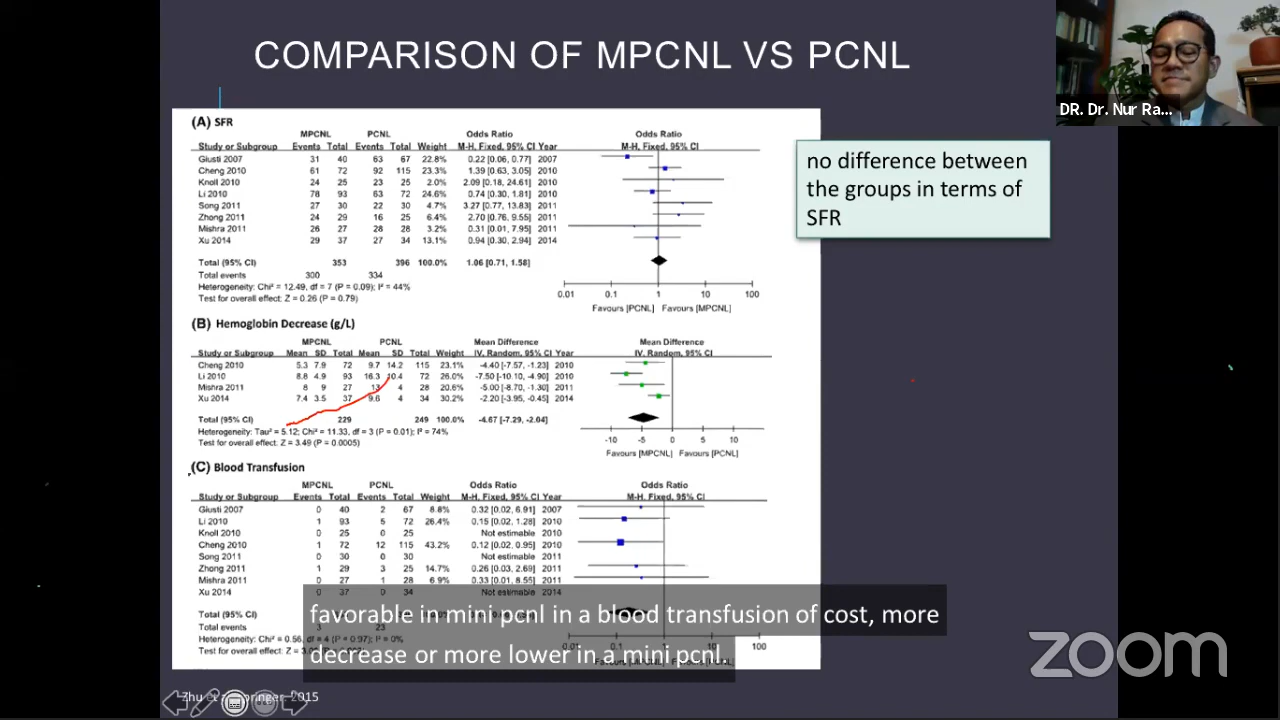 COMPARISON OF MPCNL VS PCNL
DR. Dr. Nur Ra...
no difference between
the groups in terms of
SFR
(A) SFR
MPCNL PCNL Odds Ratio Odds Ratio
Study or Subgroup Events Total Events Total Weight M-H. Fixed, 95% CI Year M-H. Fixed, 95% CI
Giusti 2007 31 40 63 67 22.8% 0.22 [0.06, 0.77] 2007
Cheng 2010 61 72 92 115 23.3% 1.39 [0.63, 3.05] 2010
Knoll 2010 24 25 23 25 2.0% 2.09 [0.18, 24.61] 2010
Li 2010 78 93 63 72 24.6% 0.74 [0.30, 1.81] 2010
Song 2011 27 30 22 30 5.0% 3.27 [0.77, 13.83] 2011
Zhong 2011 24 29 16 25 6.4% 2.70 [0.76, 9.55] 2011
Mishra 2011 26 27 28 28 3.2% 0.31 [0.01, 7.95] 2011
Xu 2014 29 37 27 34 13.1% 0.94 [0.30, 2.94] 2014
Total (95% CI) 353 396 100.0% 1.06 [0.71, 1.58]
Total events 300 334
Heterogeneity: Chi² = 12.49, df = 7 (P = 0.09); I² = 44%
Test for overall effect: Z = 0.26 (P = 0.79)
0.01 0.1 1 10 100
Favours [PCNL] Favours [MPCNL]
(B) Hemoglobin Decrease (g/L)
MPCNL PCNL Mean Difference Mean Difference
Study or Subgroup Mean SD Total Mean SD Total Weight IV, Random, 95% CI Year IV, Random, 95% CI
Cheng 2010 5.3 7.9 72 9.7 14.2 115 23.1% -4.40 [-7.57, -1.23] 2010
Li 2010 8.8 4.9 93 16.3 10.4 72 26.0% -7.50 [-10.10, -4.90] 2010
Mishra 2011 8 9 27 13 4 28 20.6% -5.00 [-8.70, -1.30] 2011
Xu 2014 7.4 3.5 37 9.6 4 34 30.2% -2.20 [-3.95, -0.45] 2014
Total (95% CI) 229 249 100.0% -4.67 [-7.29, -2.04]
Heterogeneity: Tau² = 5.12; Chi² = 11.33, df = 3 (P = 0.01); I² = 74%
Test for overall effect: Z = 3.49 (P = 0.0005)
-10 -5 0 5 10
Favours [MPCNL] Favours [PCNL]
(C) Blood Transfusion
MPCNL PCNL Odds Ratio Odds Ratio
Study or Subgroup Events Total Events Total Weight M-H. Fixed, 95% CI Year M-H. Fixed, 95% CI
Giusti 2007 0 40 2 67 8.8% 0.32 [0.02, 6.91] 2007
Li 2010 1 93 5 72 26.4% 0.15 [0.02, 1.28] 2010
Knoll 2010 0 25 0 25 Not estimable 2010
Cheng 2010 1 72 12 115 43.2% 0.12 [0.02, 0.95] 2010
Song 2011 0 30 0 30 Not estimable 2011
Zhong 2011 1 29 3 25 14.7% 0.26 [0.03, 2.69] 2011
Mishra 2011 0 27 1 28 6.9% 0.33 [0.01, 8.55] 2011
Xu 2014 0 37 0 34 Not estimable 2014
Total (95% CI)
Total events 3 23
Heterogeneity: Chi² = 0.56, df = 4 (P = 0.97); I² = 0%
Test for overall effect: Z
100
favorable in mini pcnl in a blood transfusion of cost, more
decrease or more lower in a mini pcnl.
Zhu 2015
zoom